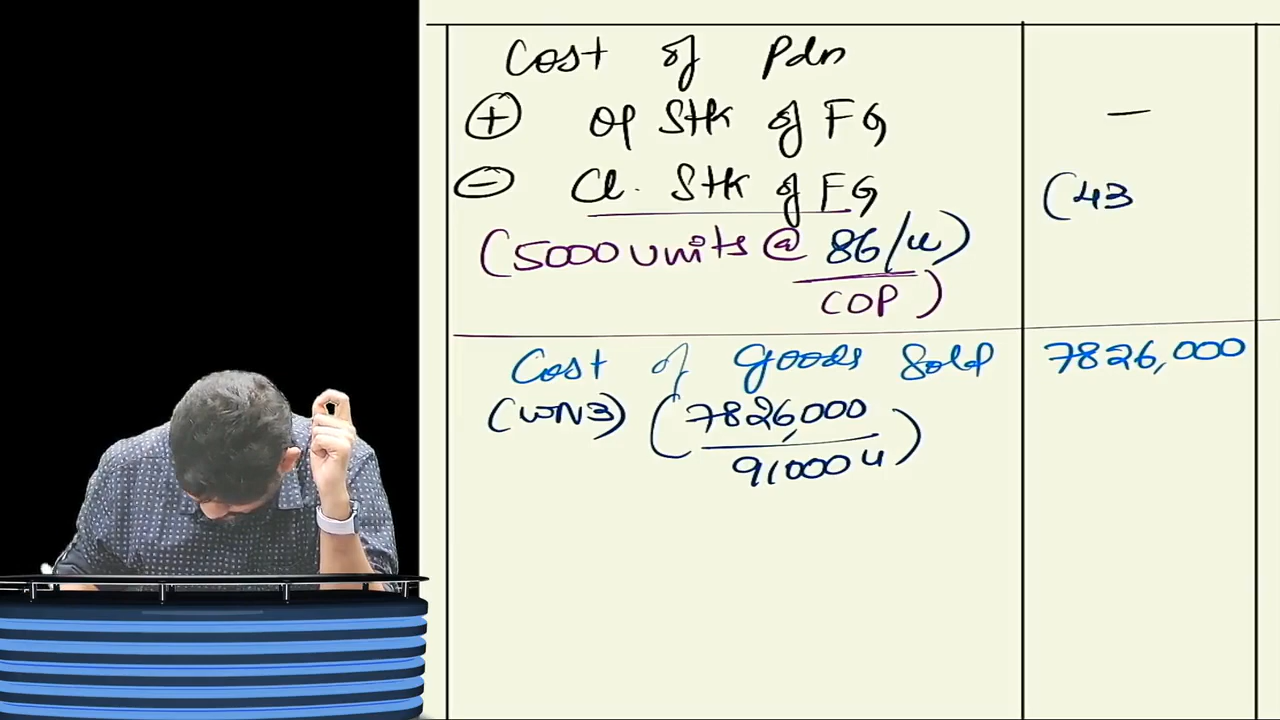 Cost of Pdn
+ Op Stk of FG —
- Cl. Stk of FG (43
(5000 units @ 86/u)
COP)
Cost of goods Sold 7826,000
(WN3) (7826,000
91000 u)